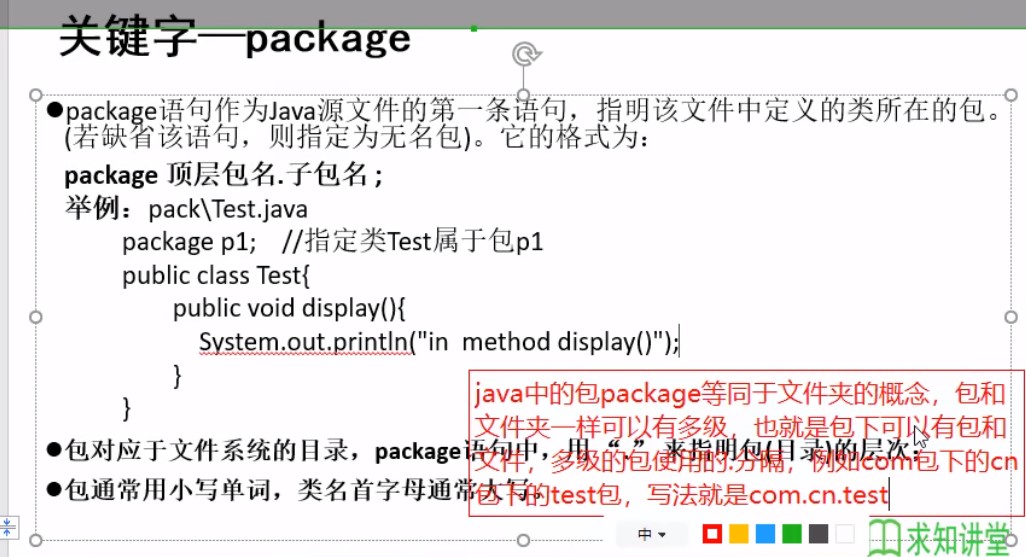 关键字—package
●package语句作为Java源文件的第一条语句，指明该文件中定义的类所在的包。
(若缺省该语句，则指定为无名包)。它的格式为：
package 顶层包名.子包名 ;
举例：pack\Test.java
package p1;    //指定类Test属于包p1
public class Test{
public void display(){
System.out.println("in  method display()");
}
}
●包对应于文件系统的目录，package语句中，用 “.” 来指明包(目录)的层次；
●包通常用小写单词，类名首字母通常大写。
java中的包package等同于文件夹的概念，包和
文件夹一样可以有多级，也就是包下可以有包和
文件，多级的包使用的.分隔，例如com包下的cn
包下的test包，写法就是com.cn.test
中
求知讲堂